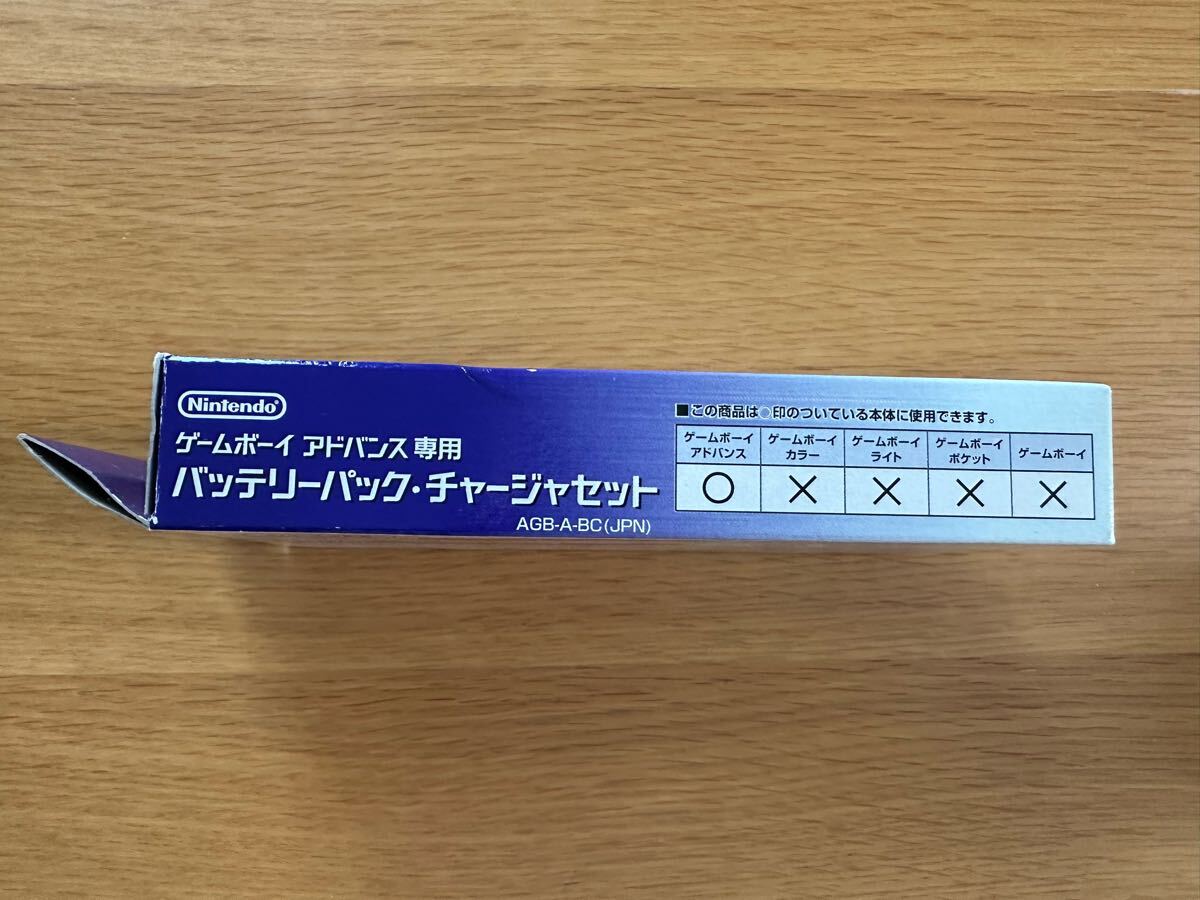 Nintendo®
ゲームボーイ アドバンス 専用
バッテリーパック・チャージャセット
AGB-A-BC(JPN)
■この商品は○印のついている本体に使用できます。
ゲームボーイ アドバンス ゲームボーイ カラー ゲームボーイ ライト ゲームボーイ ポケット ゲームボーイ
○ × × × ×